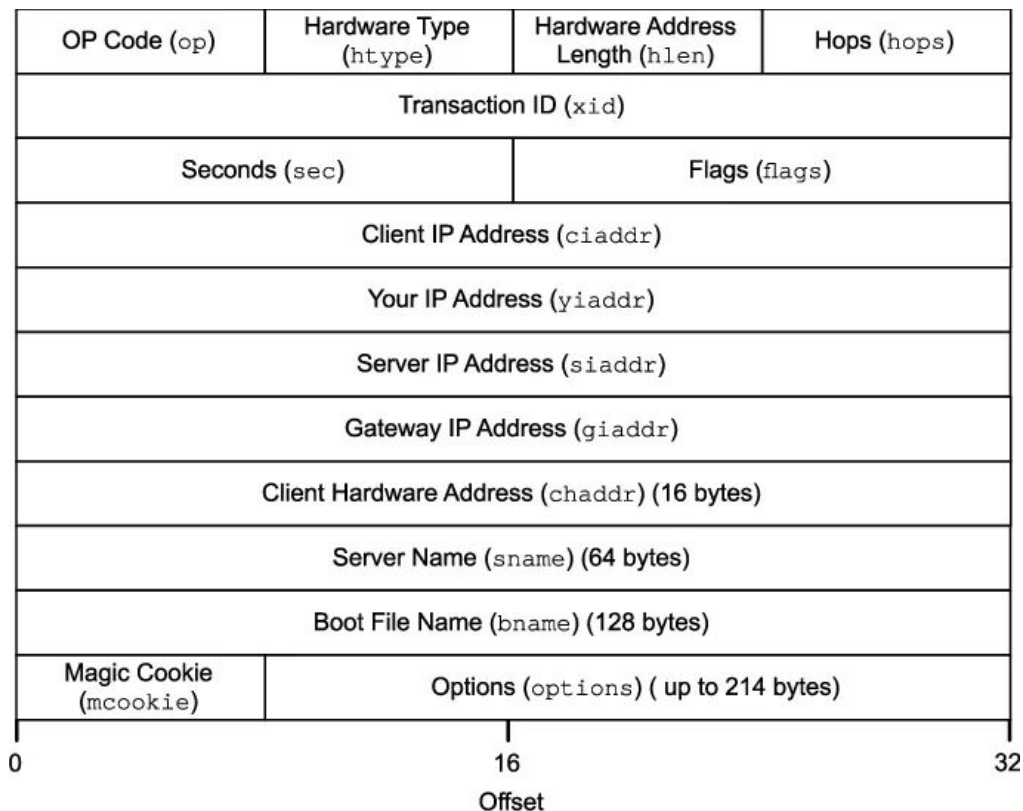 OP Code (op)
Hardware Type
(htype)
Hardware Address
Length (hlen)
Hops (hops)
Transaction ID (xid)
Seconds (sec)
Flags (flags)
Client IP Address (ciaddr)
Your IP Address (yiaddr)
Server IP Address (siaddr)
Gateway IP Address (giaddr)
Client Hardware Address (chaddr) (16 bytes)
Server Name (sname) (64 bytes)
Boot File Name (bname) (128 bytes)
Magic Cookie
(mcookie)
Options (options) ( up to 214 bytes)
0
16
32
Offset